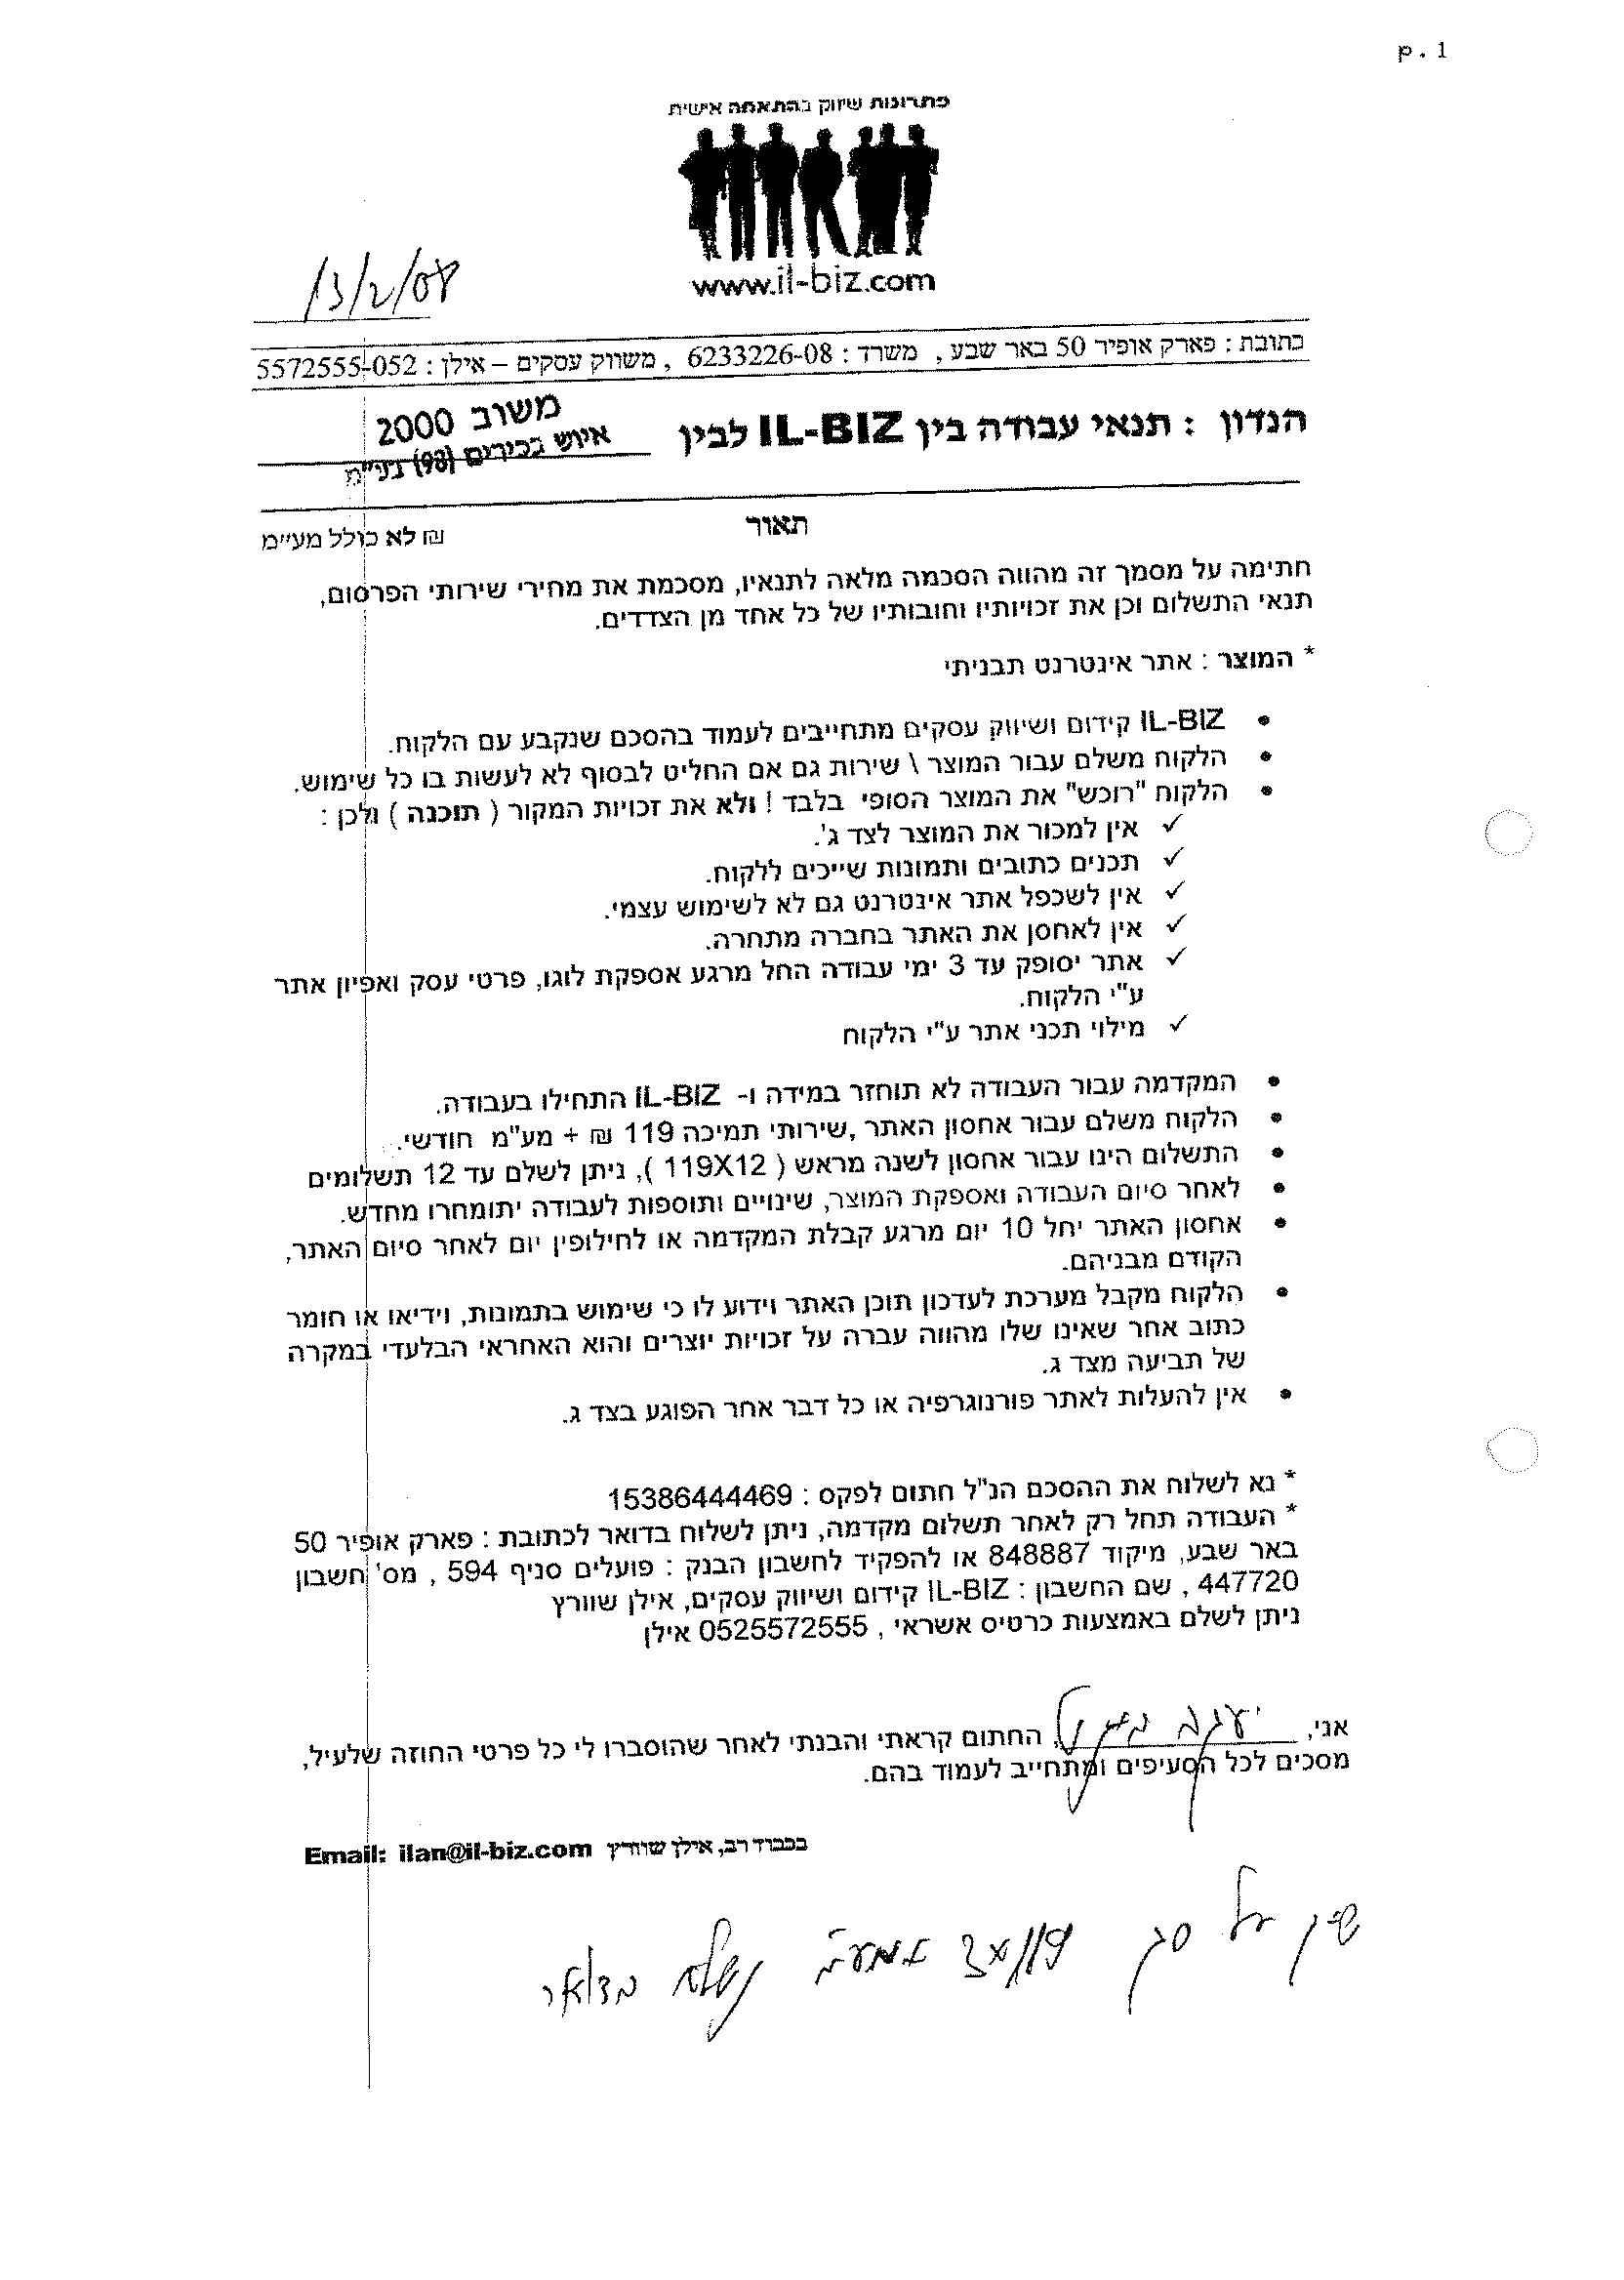 p.1
פתרונות שיווק בהתאמה אישית
www.il-biz.com
13/2/08
כתובת : פארק אופיר 50 באר שבע , משרד : 6233226-08 , משווק עסקים – אילן : 5572555-052
הנדון : תנאי עבודה בין IL-BIZ לבין
משוב 2000
איוש בכירים (98) בע"מ
תאור
₪ לא כולל מע״מ
חתימה על מסמך זה מהווה הסכמה מלאה לתנאיו, מסכמת את מחירי שירותי הפרסום,
תנאי התשלום וכן את זכויותיו וחובותיו של כל אחד מן הצדדים.
* המוצר : אתר אינטרנט תבניתי
• IL-BIZ קידום ושיווק עסקים מתחייבים לעמוד בהסכם שנקבע עם הלקוח.
• הלקוח משלם עבור המוצר \ שירות גם אם החליט לבסוף לא לעשות בו כל שימוש.
• הלקוח "רוכש" את המוצר הסופי בלבד ! ולא את זכויות המקור ( תוכנה ) ולכן :
✓ אין למכור את המוצר לצד ג'.
✓ תכנים כתובים ותמונות שייכים ללקוח.
✓ אין לשכפל אתר אינטרנט גם לא לשימוש עצמי.
✓ אין לאחסן את האתר בחברה מתחרה.
✓ אתר יסופק עד 3 ימי עבודה החל מרגע אספקת לוגו, פרטי עסק ואפיון אתר
ע"י הלקוח.
✓ מילוי תכני אתר ע"י הלקוח
• המקדמה עבור העבודה לא תוחזר במידה ו- IL-BIZ התחילו בעבודה.
• הלקוח משלם עבור אחסון האתר ,שירותי תמיכה 119 ₪ + מע"מ חודשי.
• התשלום הינו עבור אחסון לשנה מראש ( 119X12 ), ניתן לשלם עד 12 תשלומים
• לאחר סיום העבודה ואספקת המוצר, שינויים ותוספות לעבודה יתומחרו מחדש.
• אחסון האתר יחל 10 יום מרגע קבלת המקדמה או לחילופין יום לאחר סיום האתר,
הקודם מבניהם.
• הלקוח מקבל מערכת לעדכון תוכן האתר וידוע לו כי שימוש בתמונות, וידיאו או חומר
כתוב אחר שאינו שלו מהווה עברה על זכויות יוצרים והוא האחראי הבלעדי במקרה
של תביעה מצד ג.
• אין להעלות לאתר פורנוגרפיה או כל דבר אחר הפוגע בצד ג.
* נא לשלוח את ההסכם הנ"ל חתום לפקס : 15386444469
* העבודה תחל רק לאחר תשלום מקדמה, ניתן לשלוח בדואר לכתובת : פארק אופיר 50
באר שבע, מיקוד 848887 או להפקיד לחשבון הבנק : פועלים סניף 594 , מס' חשבון
447720 , שם החשבון : IL-BIZ קידום ושיווק עסקים, אילן שוורץ
ניתן לשלם באמצעות כרטיס אשראי , 0525572555 אילן
אני, יעקב החתום קראתי והבנתי לאחר שהוסברו לי כל פרטי החוזה שלעיל,
מסכים לכל הסעיפים ומתחייב לעמוד בהם.
בכבוד רב, אילן שוורץ Email: ilan@il-biz.com
על סך בדואר